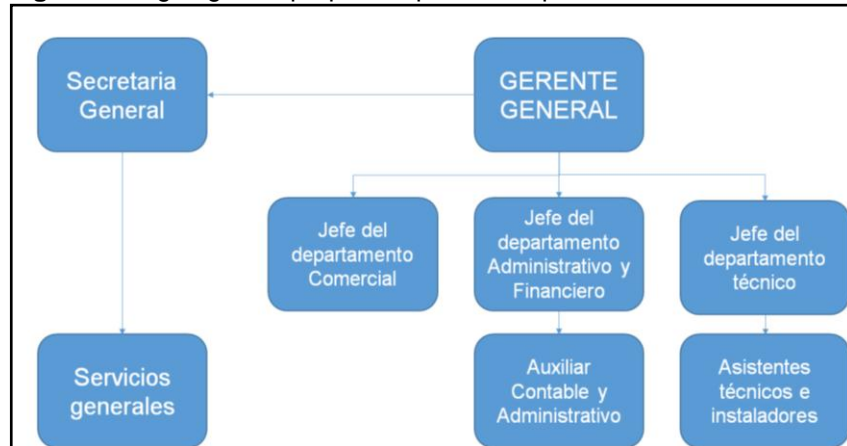 Secretaria
General
GERENTE
GENERAL
Jefe del
departamento
Comercial
Jefe del
departamento
Administrativo y
Financiero
Jefe del
departamento
técnico
Servicios
generales
Auxiliar
Contable y
Administrativo
Asistentes
técnicos e
instaladores